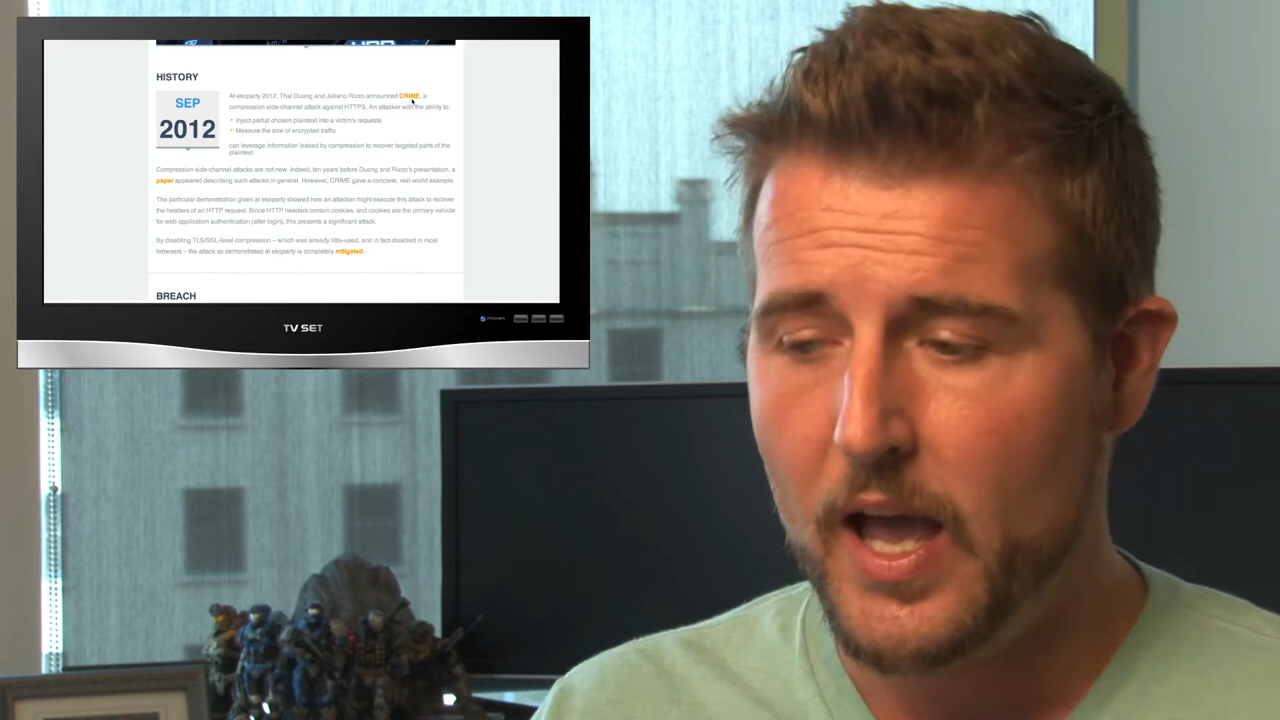 HISTORY
SEP
2012
At ekoparty 2012, Thai Duong and Juliano Rizzo announced CRIME, a
compression side-channel attack against HTTPS. An attacker with the ability to:
Inject partial chosen plaintext into a victim's requests
Measure the size of encrypted traffic
can leverage information leaked by compression to recover targeted parts of the
plaintext.
Compression side-channel attacks are not new. Indeed, ten years before Duong and Rizzo's presentation, a
paper appeared describing such attacks in general. However, CRIME gave a concrete, real-world example.
The particular demonstration given at ekoparty showed how an attacker might execute this attack to recover
the headers of an HTTP request. Since HTTP headers contain cookies, and cookies are the primary vehicle
for web application authentication (after login), this presents a significant attack.
By disabling TLS/SSL-level compression – which was already little-used, and in fact disabled in most
browsers – the attack as demonstrated at ekoparty is completely mitigated.
BREACH
POWER
TV SET